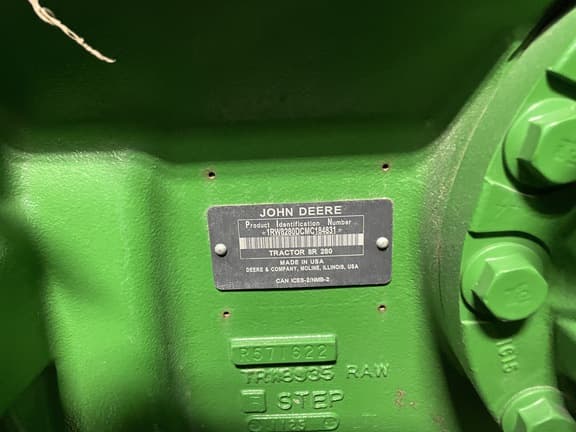 JOHN DEERE
Product Identification Number
*1RW8280DCMC184831*
TRACTOR 8R 280
MADE IN USA
DEERE & COMPANY, MOLINE, ILLINOIS, USA
CAN ICES-2/NMB-2
R571622
RAW
STEP